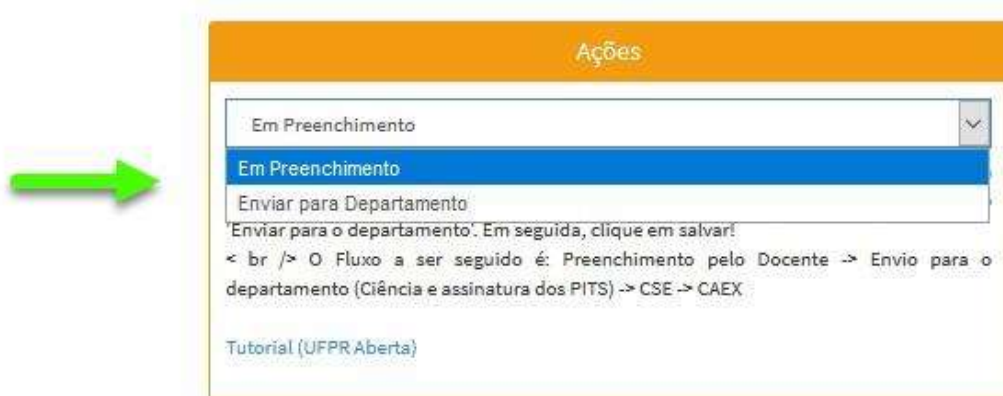 Ações
Em Preenchimento
Em Preenchimento
Enviar para Departamento
'Enviar para o departamento'. Em seguida, clique em salvar!
< br /> O Fluxo a ser seguido é: Preenchimento pelo Docente -> Envio para o
departamento (Ciência e assinatura dos PITS) -> CSE -> CAEX
Tutorial (UFPR Aberta)